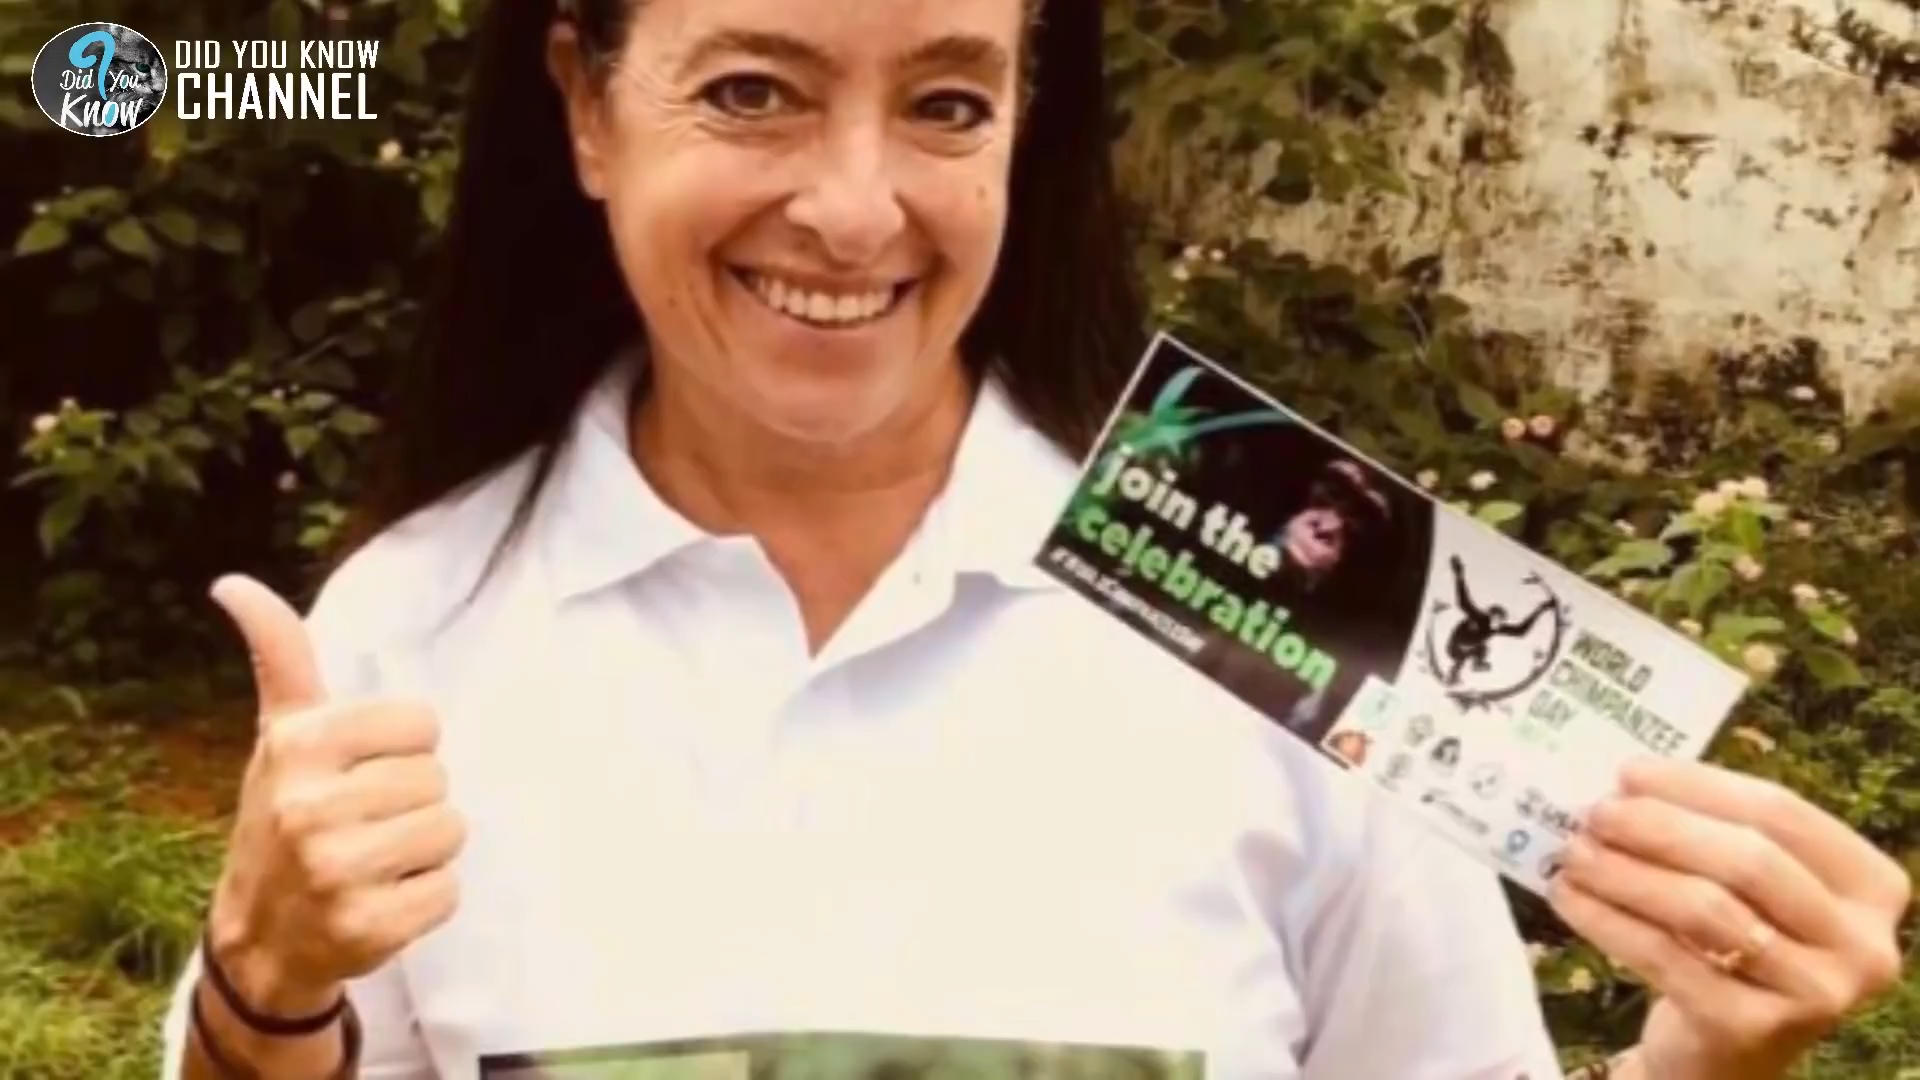 Did You
Know
DID YOU KNOW
CHANNEL
join the
celebration
WORLD
CHIMPANZEE
DAY